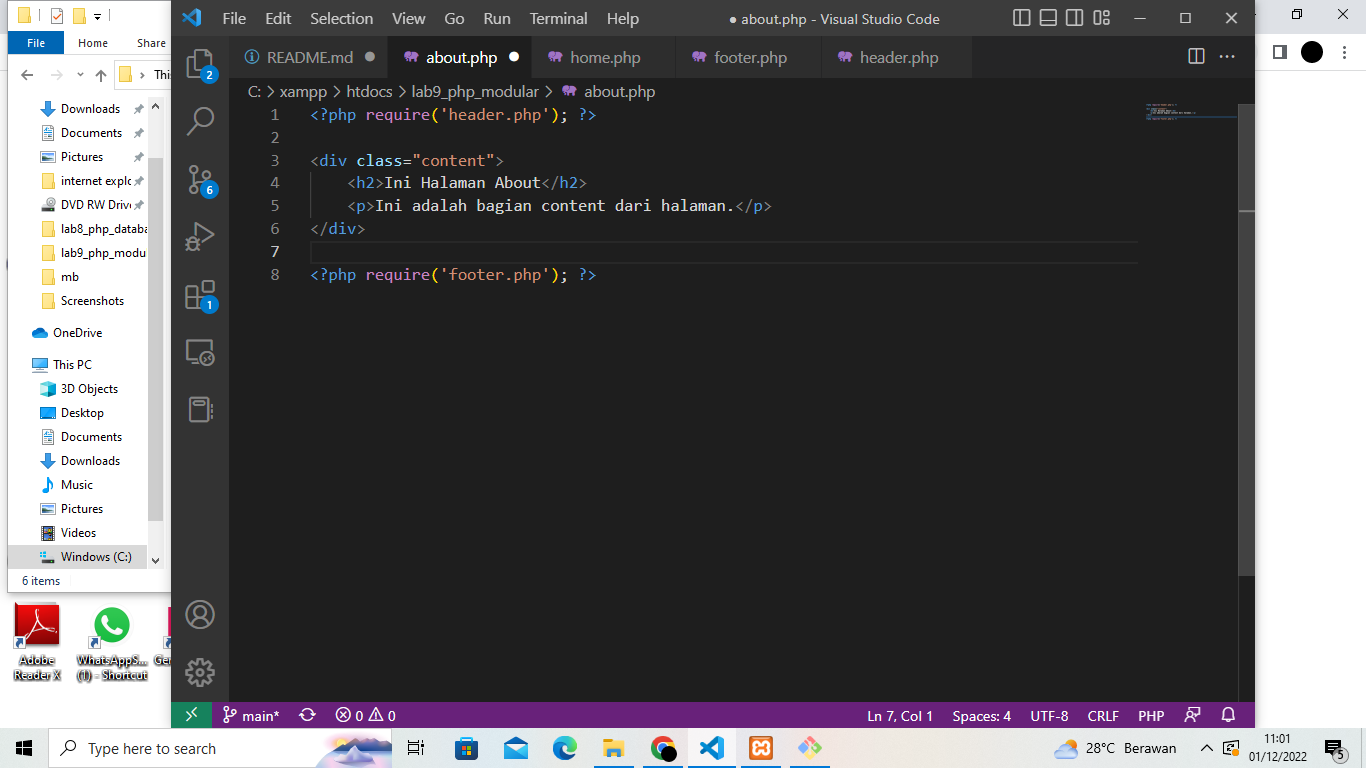 File Edit Selection View Go Run Terminal Help ● about.php - Visual Studio Code
File Home Share
README.md about.php home.php footer.php header.php
This
C: > xampp > htdocs > lab9_php_modular > about.php
1 <?php require('header.php'); ?>
2
3 <div class="content">
4 <h2>Ini Halaman About</h2>
5 <p>Ini adalah bagian content dari halaman.</p>
6 </div>
7
8 <?php require('footer.php'); ?>
2
6
1
Downloads
Documents
Pictures
internet explo
DVD RW Drive
lab8_php_databa
lab9_php_modu
mb
Screenshots
OneDrive
This PC
3D Objects
Desktop
Documents
Downloads
Music
Pictures
Videos
Windows (C:)
6 items
Adobe
Reader X
WhatsAppS...
(1) - Shortcut
main* 0 0 Ln 7, Col 1 Spaces: 4 UTF-8 CRLF PHP
Type here to search
28°C Berawan
11:01
01/12/2022
5